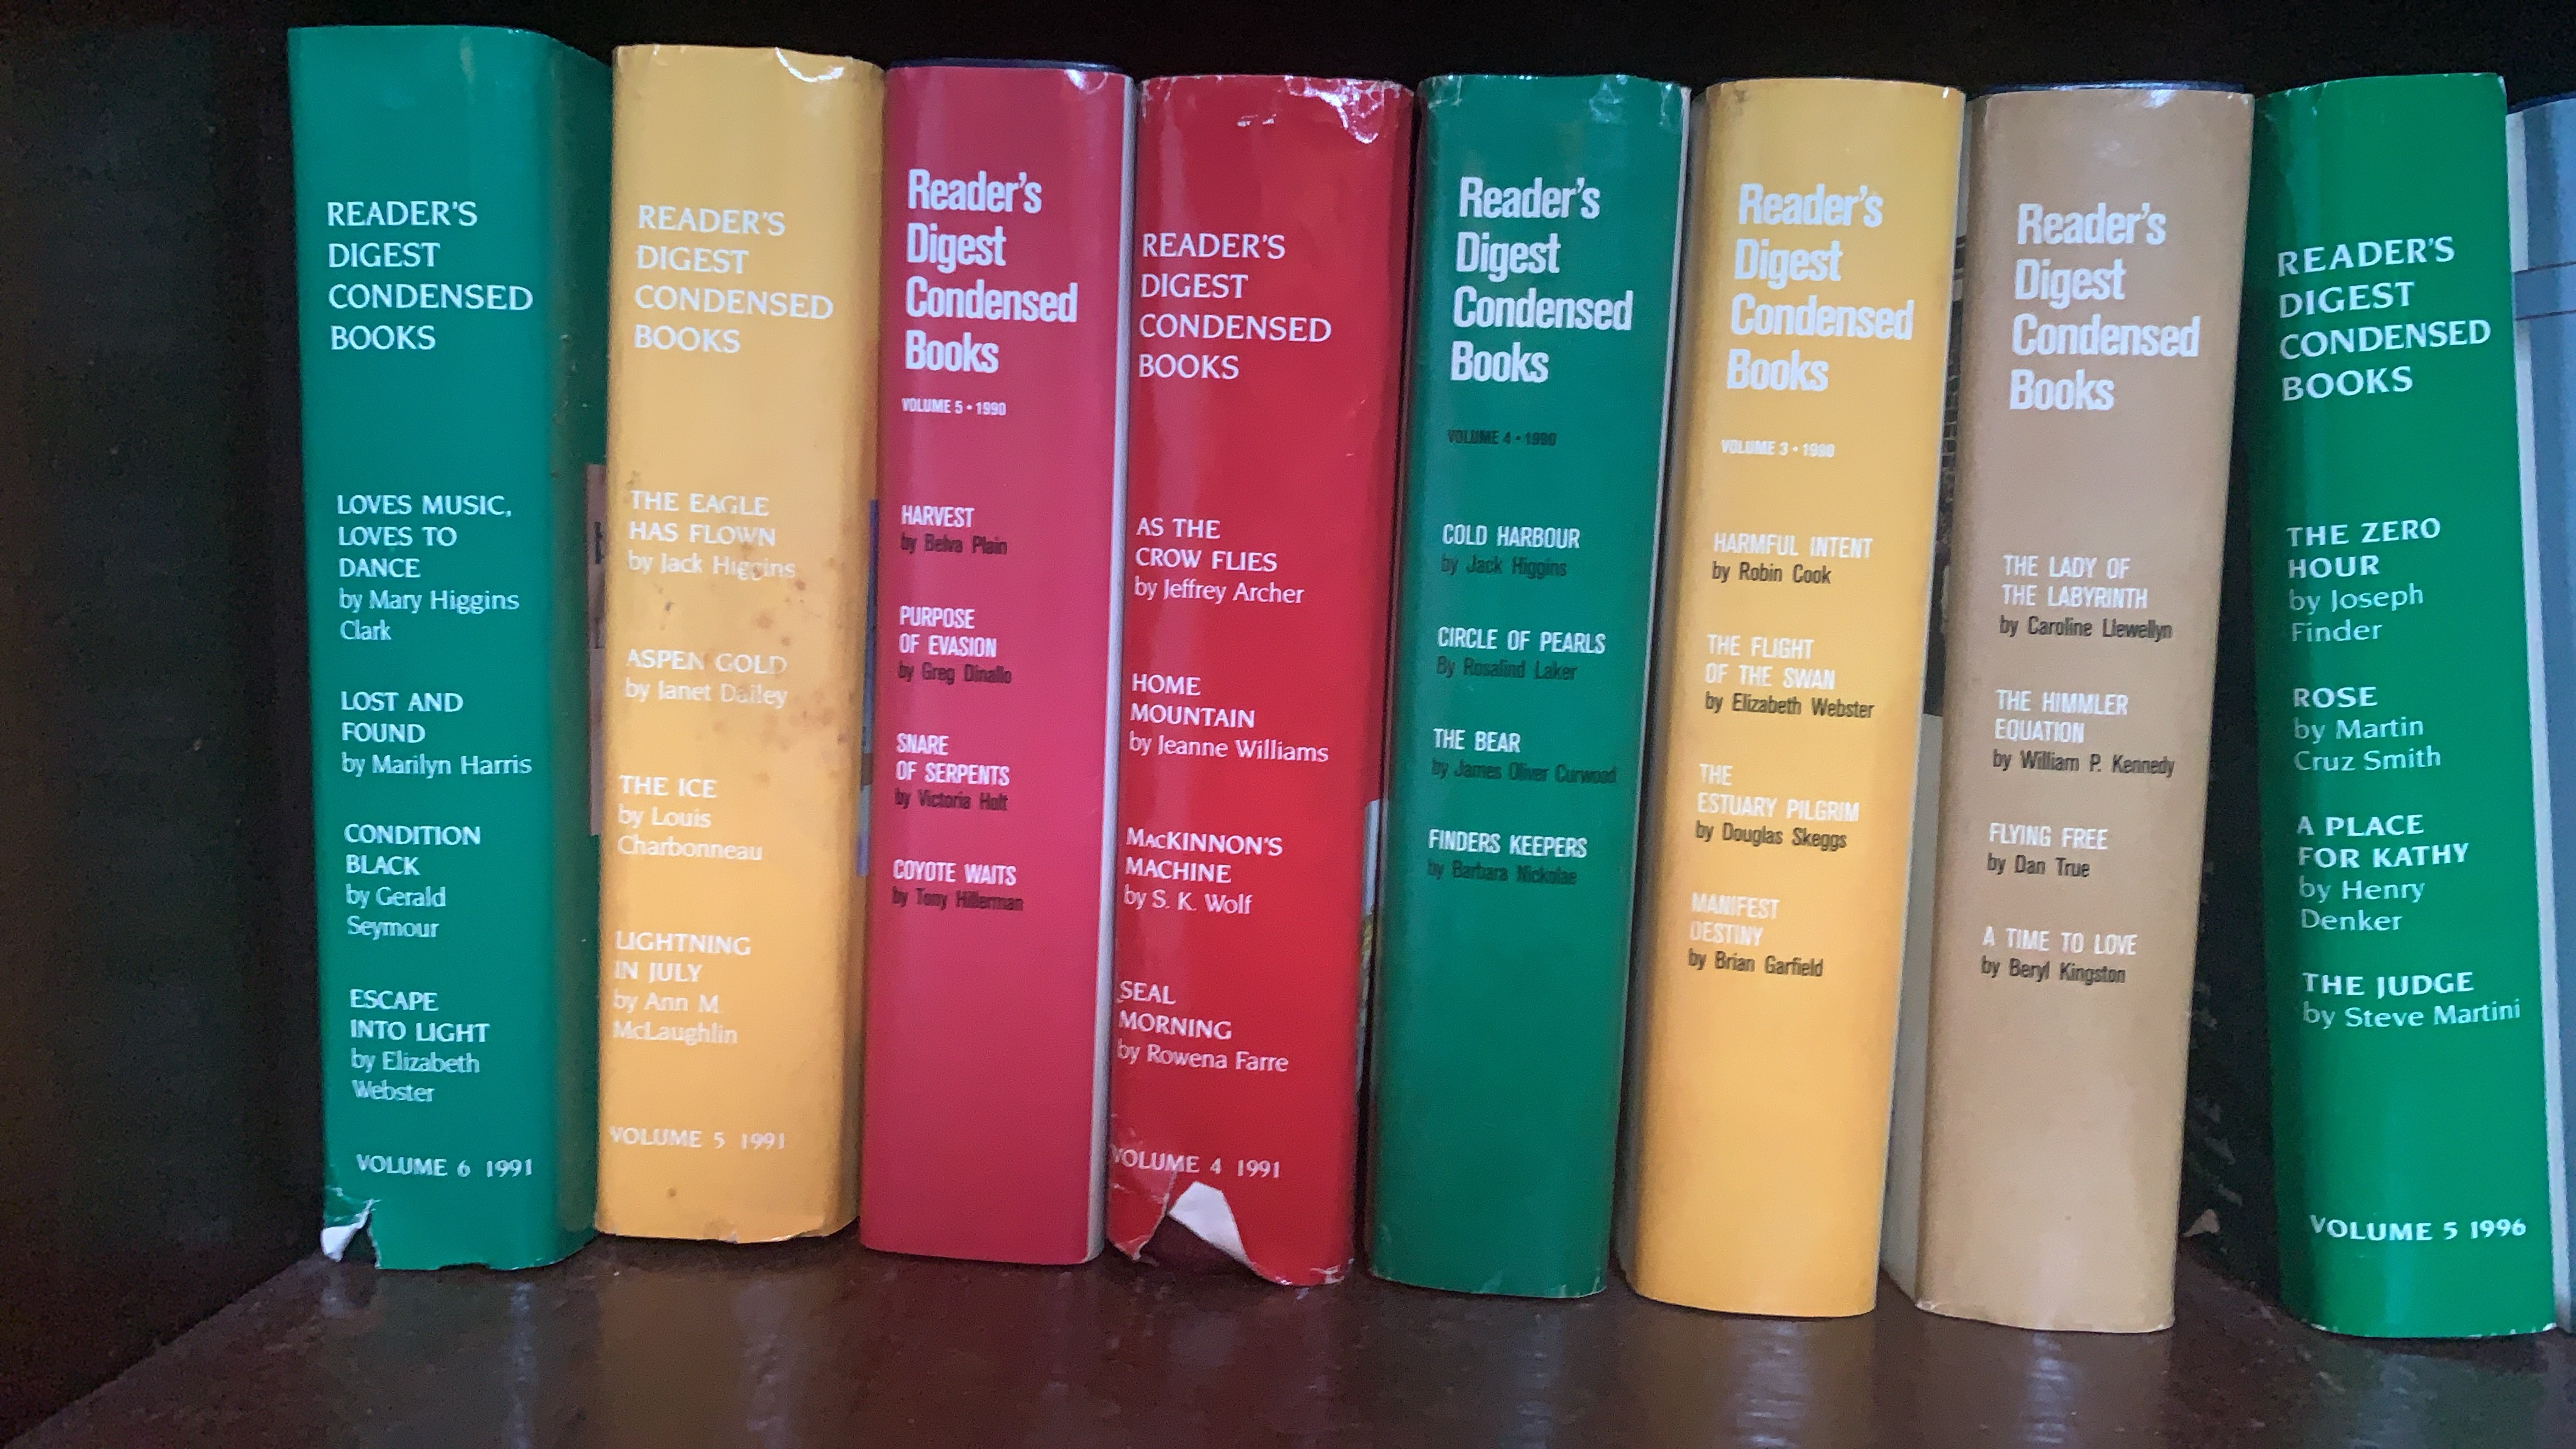 READER'S
DIGEST
CONDENSED
BOOKS
LOVES MUSIC,
LOVES TO
DANCE
by Mary Higgins
Clark
LOST AND
FOUND
by Marilyn Harris
CONDITION
BLACK
by Gerald
Seymour
ESCAPE
INTO LIGHT
by Elizabeth
Webster
VOLUME 6 1991
READER'S
DIGEST
CONDENSED
BOOKS
THE EAGLE
HAS FLOWN
by Jack Higgins
ASPEN GOLD
by Janet Dailey
THE ICE
by Louis
Charbonneau
LIGHTNING
IN JULY
by Ann M.
McLaughlin
VOLUME 5 1991
Reader's
Digest
Condensed
Books
VOLUME 5 • 1990
HARVEST
by Belva Plain
PURPOSE
OF EVASION
by Greg Dinallo
SNARE
OF SERPENTS
by Victoria Holt
COYOTE WAITS
by Tony Hillerman
READER'S
DIGEST
CONDENSED
BOOKS
AS THE
CROW FLIES
by Jeffrey Archer
HOME
MOUNTAIN
by Jeanne Williams
MACKINNON'S
MACHINE
by S. K. Wolf
SEAL
MORNING
by Rowena Farre
VOLUME 4 1991
Reader's
Digest
Condensed
Books
VOLUME 4 • 1990
COLD HARBOUR
by Jack Higgins
CIRCLE OF PEARLS
By Rosalind Laker
THE BEAR
by James Oliver Curwood
FINDERS KEEPERS
by Barbara Nickolae
Reader's
Digest
Condensed
Books
VOLUME 3 • 1990
HARMFUL INTENT
by Robin Cook
THE FLIGHT
OF THE SWAN
by Elizabeth Webster
THE
ESTUARY PILGRIM
by Douglas Skeggs
MANIFEST
DESTINY
by Brian Garfield
Reader's
Digest
Condensed
Books
THE LADY OF
THE LABYRINTH
by Caroline Llewellyn
THE HIMMLER
EQUATION
by William P. Kennedy
FLYING FREE
by Dan True
A TIME TO LOVE
by Beryl Kingston
READER'S
DIGEST
CONDENSED
BOOKS
THE ZERO
HOUR
by Joseph
Finder
ROSE
by Martin
Cruz Smith
A PLACE
FOR KATHY
by Henry
Denker
THE JUDGE
by Steve Martini
VOLUME 5 1996